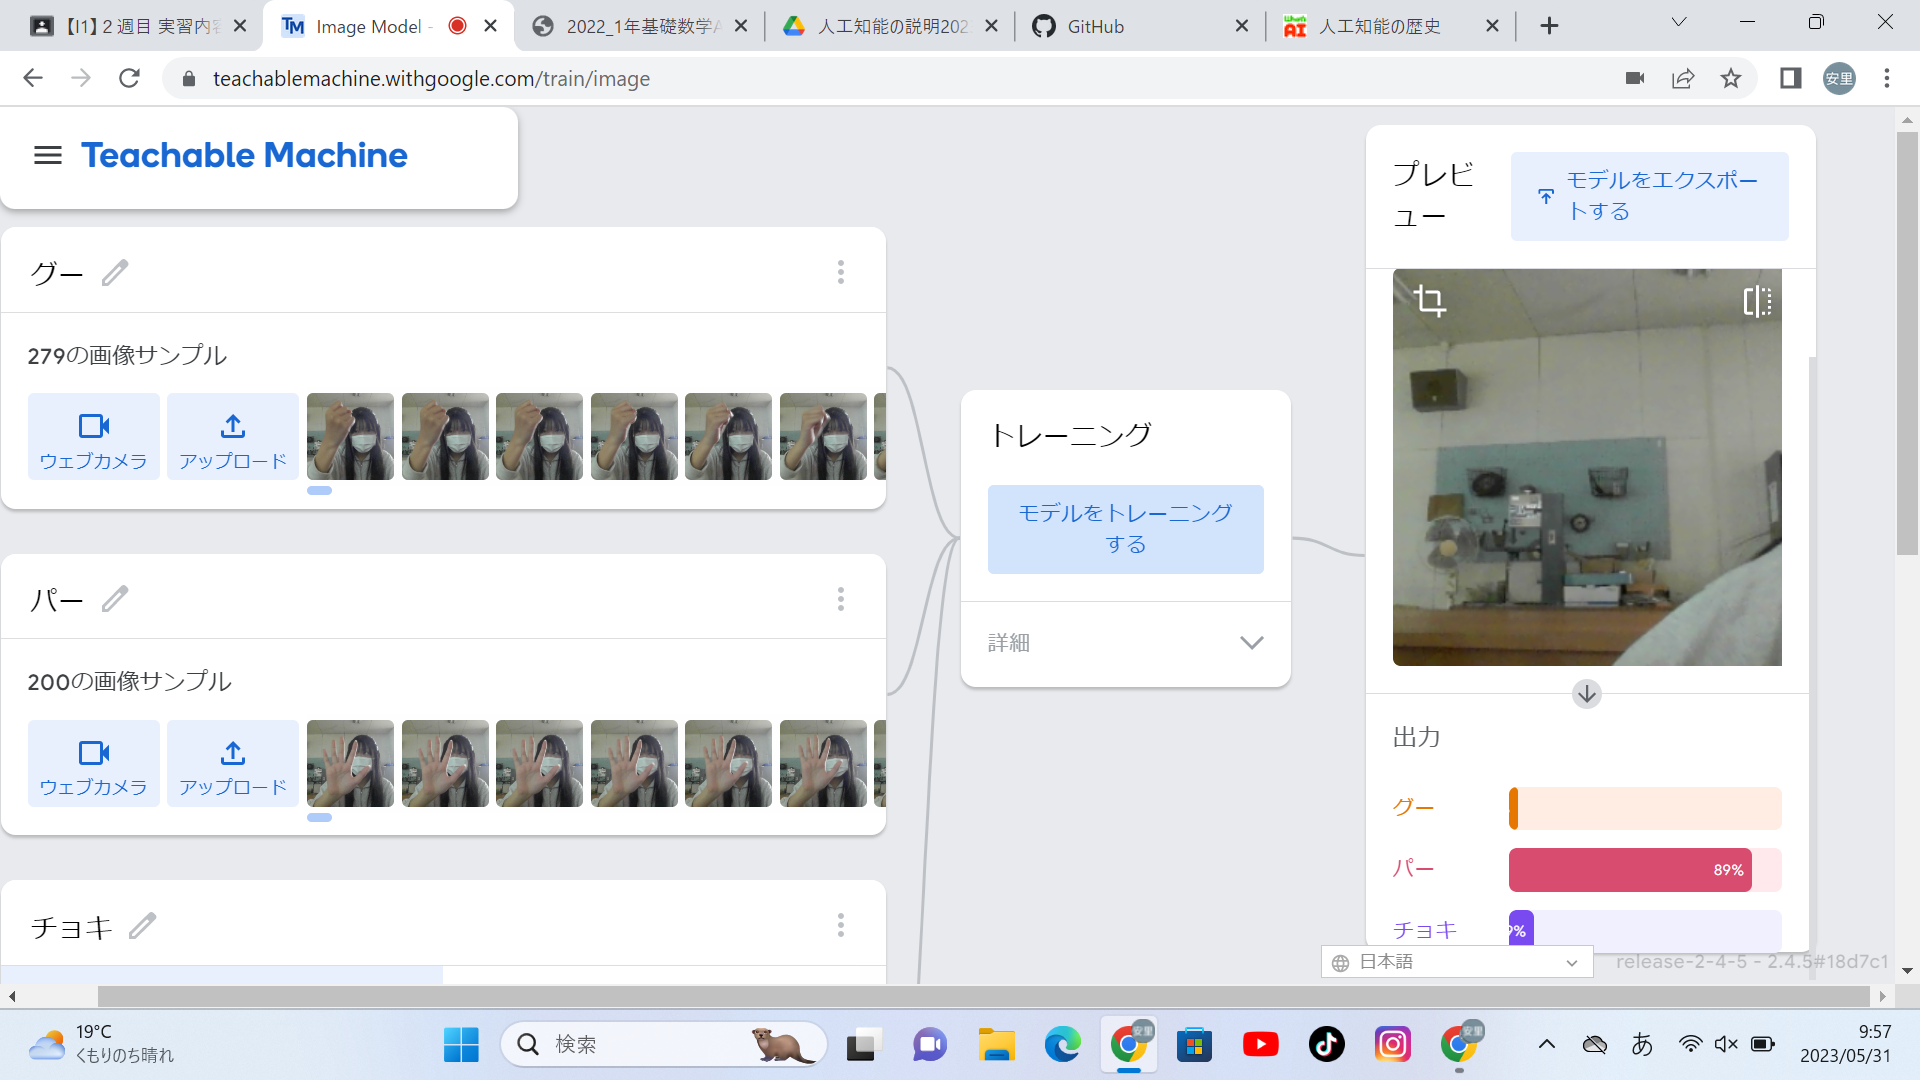 【I1】２週目 実習内容
Image Model -
2022_1年基礎数学A
人工知能の説明202
GitHub
人工知能の歴史
teachablemachine.withgoogle.com/train/image
安里
Teachable Machine
グー
279の画像サンプル
ウェブカメラ
アップロード
パー
200の画像サンプル
ウェブカメラ
アップロード
チョキ
トレーニング
モデルをトレーニング
する
詳細
プレビ
ュー
モデルをエクスポー
トする
出力
グー
パー
89%
チョキ
9%
日本語
release-2-4-5 - 2.4.5#18d7c1
19°C
くもりのち晴れ
検索
安里
安里
あ
9:57
2023/05/31